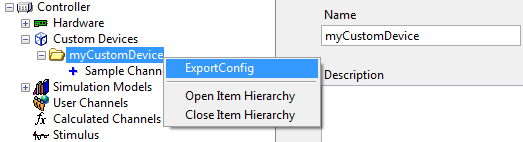 Controller
Hardware
Custom Devices
myCustomDevice
Sample Chann
Simulation Models
User Channels
Calculated Channels
Stimulus
ExportConfig
Open Item Hierarchy
Close Item Hierarchy
Name
myCustomDevice
Description